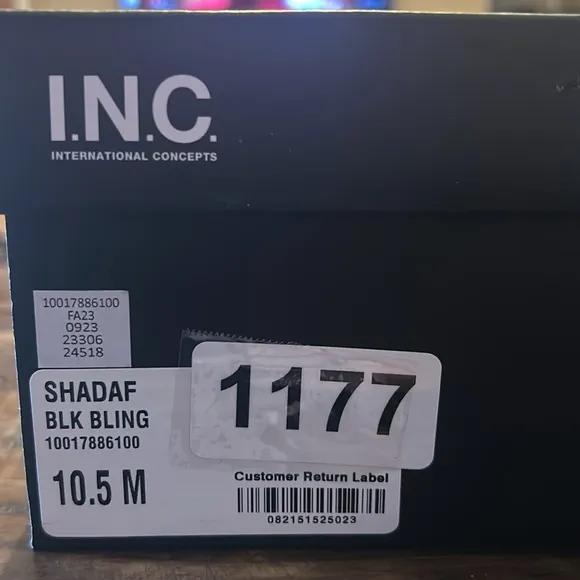 I.N.C.
INTERNATIONAL CONCEPTS
10017886100
FA23
0923
23306
24518
SHADAF
BLK BLING
10017886100
10.5 M
1177
Customer Return Label
082151525023